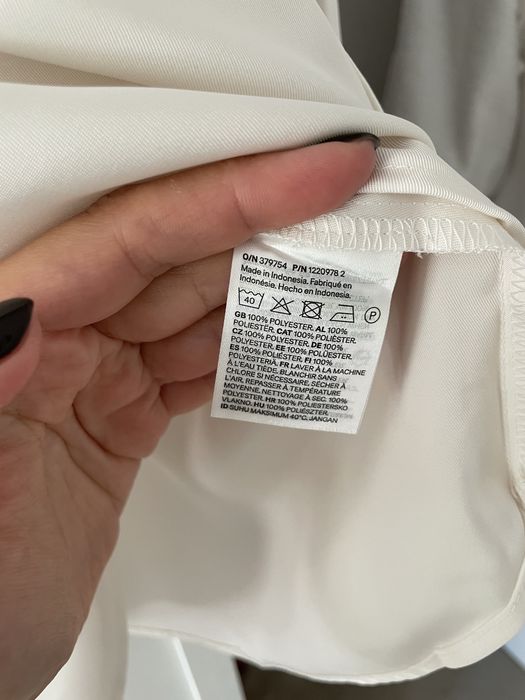 O/N 379754 P/N 1220978 2
Made in Indonesia. Fabriqué en
Indonésie. Hecho en Indonesia.
40 P
GB 100% POLYESTER. AL 100%
POLIESTËR. CAT 100% POLIÈSTER.
CZ 100% POLYESTER. DE 100%
POLYESTER. EE 100% POLÜESTER.
ES 100% POLIÉSTER. FI 100%
POLYESTERIÄ. FR LAVER À LA MACHINE
À L'EAU TIÈDE. BLANCHIR SANS
CHLORE SI NÉCESSAIRE. SÉCHER À
L'AIR. REPASSER À TEMPÉRATURE
MOYENNE. NETTOYAGE À SEC. 100%
POLYESTER. HR 100% POLIESTERSKO
VLAKNO. HU 100% POLIÉSZTER.
ID SUHU MAKSIMUM 40°C. JANGAN